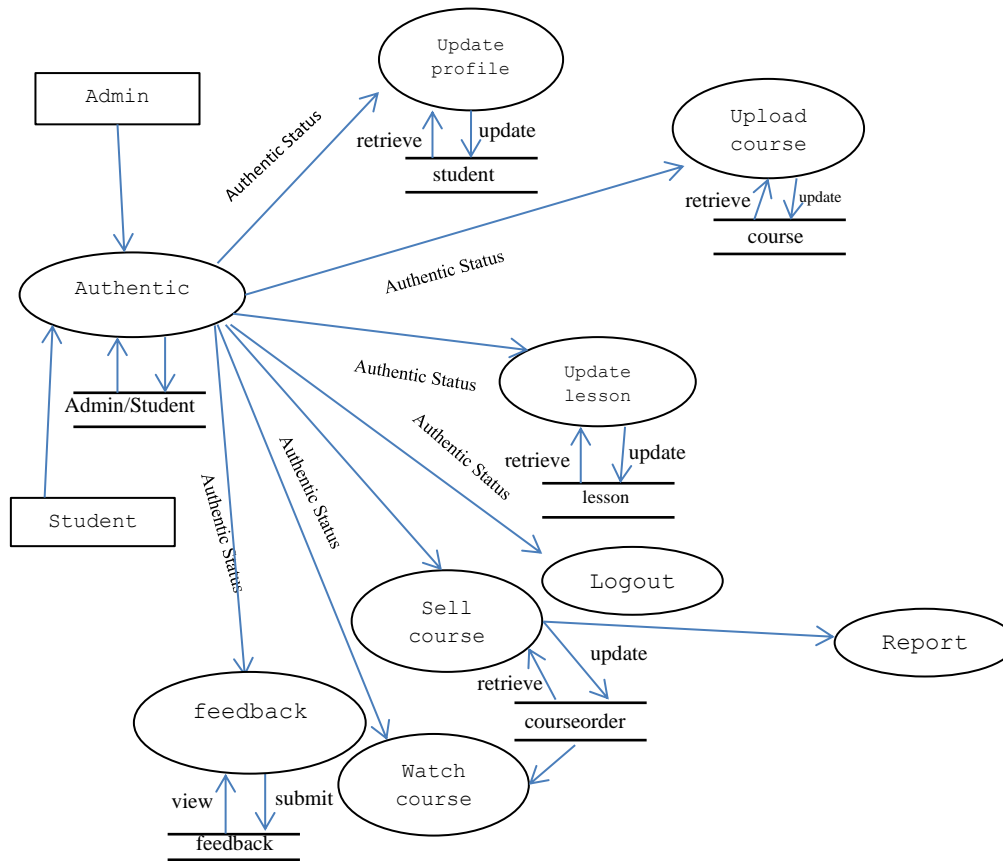 Update
profile
Admin
Upload
course
retrieve
update
student
Authentic Status
retrieve
update
course
Authentic Status
Authentic
Authentic Status
Update
lesson
Admin/Student
Authentic Status
retrieve
update
lesson
Authentic Status
Authentic Status
Student
Logout
Sell
course
Report
update
retrieve
courseorder
feedback
Watch
course
view
submit
feedback